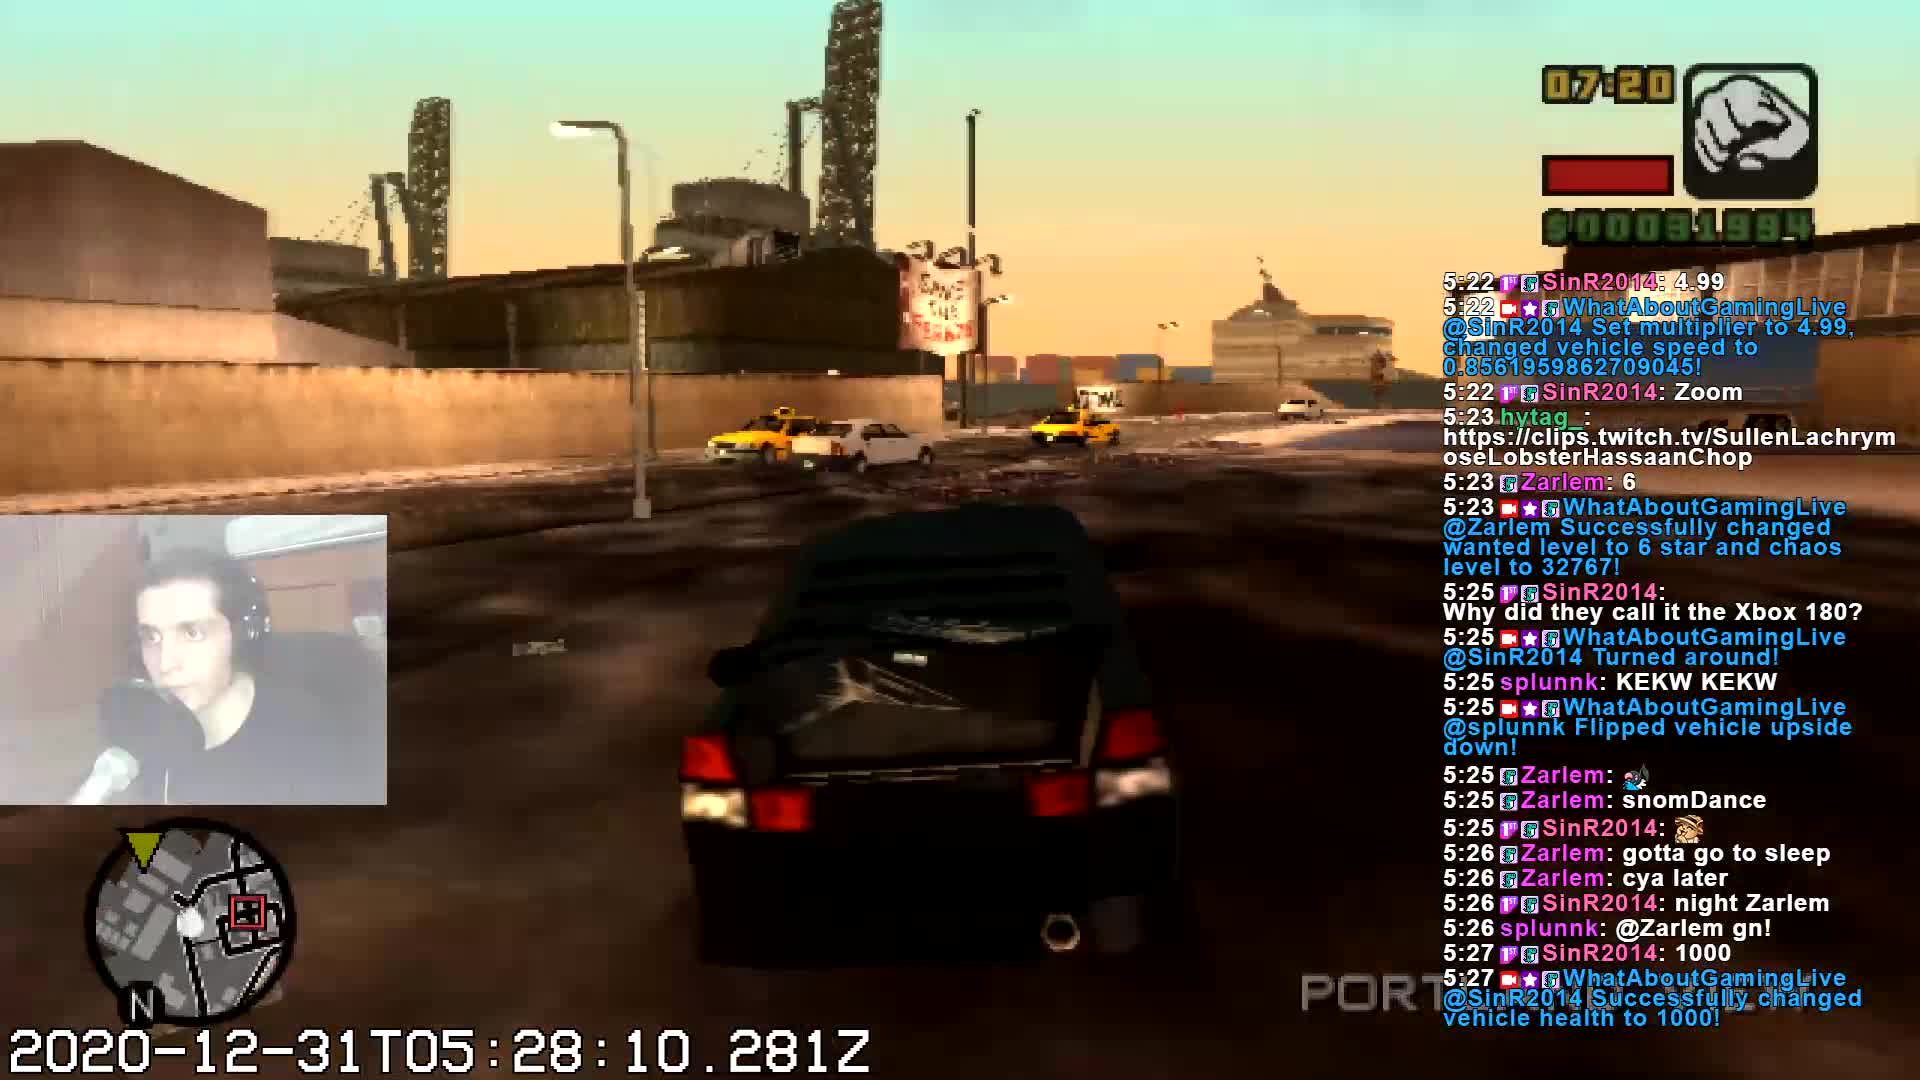 07:20
$00031994
SAVE
THE
5:22 SinR2014: 4.99
5:22 WhatAboutGamingLive
@SinR2014 Set multiplier to 4.99,
changed vehicle speed to
0.8561959862709045!
5:22 SinR2014: Zoom
5:23 hytag_:
https://clips.twitch.tv/SullenLachrym
oseLobsterHassaanChop
5:23 Zarlem: 6
5:23 WhatAboutGamingLive
@Zarlem Successfully changed
wanted level to 6 star and chaos
level to 32767!
5:25 SinR2014:
Why did they call it the Xbox 180?
5:25 WhatAboutGamingLive
@SinR2014 Turned around!
5:25 splunnk: KEKW KEKW
5:25 WhatAboutGamingLive
@splunnk Flipped vehicle upside
down!
5:25 Zarlem:
5:25 Zarlem: snomDance
5:25 SinR2014:
5:26 Zarlem: gotta go to sleep
5:26 Zarlem: cya later
5:26 SinR2014: night Zarlem
5:26 splunnk: @Zarlem gn!
5:27 SinR2014: 1000
5:27 WhatAboutGamingLive
@SinR2014 Successfully changed
vehicle health to 1000!
N
2020-12-31T05:28:10.281Z